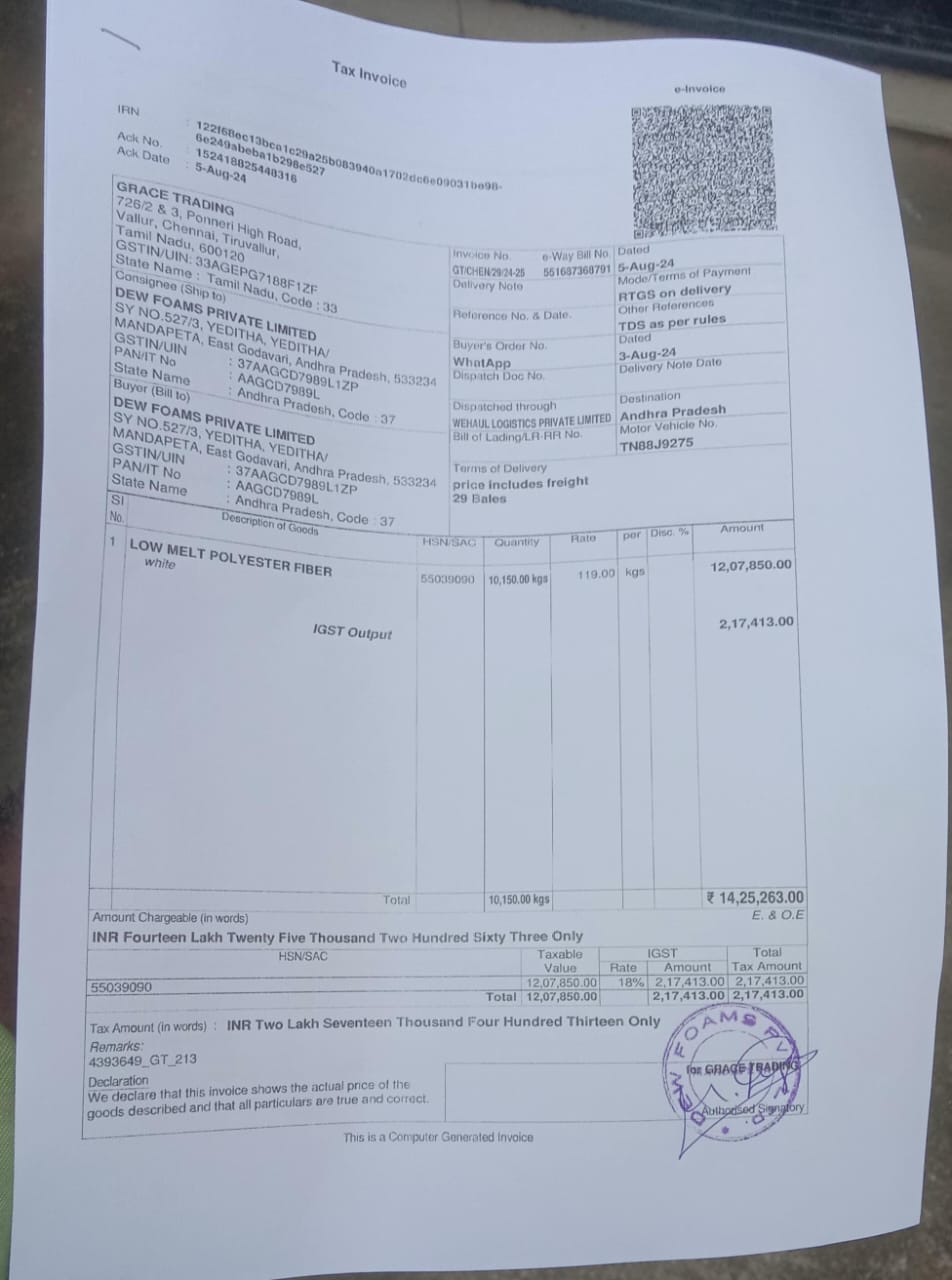 Tax Invoice
e-Invoice
IRN : 122f68ec13bca1c29a25b083940a1702dc6e09031be98-
6e249abeba1b298e527
Ack No. : 152418825448316
Ack Date : 5-Aug-24
GRACE TRADING
726/2 & 3, Ponneri High Road,
Vallur, Chennai, Tiruvallur,
Tamil Nadu, 600120
GSTIN/UIN: 33AGEPG7188F1ZF
State Name : Tamil Nadu, Code : 33
Consignee (Ship to)
DEW FOAMS PRIVATE LIMITED
SY NO.527/3, YEDITHA, YEDITHA/
MANDAPETA, East Godavari, Andhra Pradesh, 533234
GSTIN/UIN : 37AAGCD7989L1ZP
PAN/IT No : AAGCD7989L
State Name : Andhra Pradesh, Code : 37
Buyer (Bill to)
DEW FOAMS PRIVATE LIMITED
SY NO.527/3, YEDITHA, YEDITHA/
MANDAPETA, East Godavari, Andhra Pradesh, 533234
GSTIN/UIN : 37AAGCD7989L1ZP
PAN/IT No : AAGCD7989L
State Name : Andhra Pradesh, Code : 37
Invoice No. e-Way Bill No. Dated
GT/CHEN/29/24-25 551687368791 5-Aug-24
Delivery Note Mode/Terms of Payment
RTGS on delivery
Reference No. & Date. Other References
TDS as per rules
Buyer's Order No. Dated
WhatApp 3-Aug-24
Dispatch Doc No. Delivery Note Date
Dispatched through Destination
WEHAUL LOGISTICS PRIVATE LIMITED Andhra Pradesh
Bill of Lading/LR-RR No. Motor Vehicle No.
TN88J9275
Terms of Delivery
price includes freight
29 Bales
Sl No. Description of Goods HSN/SAC Quantity Rate per Disc. % Amount
1 LOW MELT POLYESTER FIBER 55039090 10,150.00 kgs 119.00 kgs 12,07,850.00
white
IGST Output 2,17,413.00
Total 10,150.00 kgs ₹ 14,25,263.00
Amount Chargeable (in words) E. & O.E
INR Fourteen Lakh Twenty Five Thousand Two Hundred Sixty Three Only
HSN/SAC Taxable Value IGST Rate Amount Total Tax Amount
55039090 12,07,850.00 18% 2,17,413.00 2,17,413.00
Total 12,07,850.00 2,17,413.00 2,17,413.00
Tax Amount (in words) : INR Two Lakh Seventeen Thousand Four Hundred Thirteen Only
Remarks:
4393649_GT_213
Declaration
We declare that this invoice shows the actual price of the
goods described and that all particulars are true and correct.
for GRACE TRADING
Authorised Signatory
DEW FOAMS
This is a Computer Generated Invoice